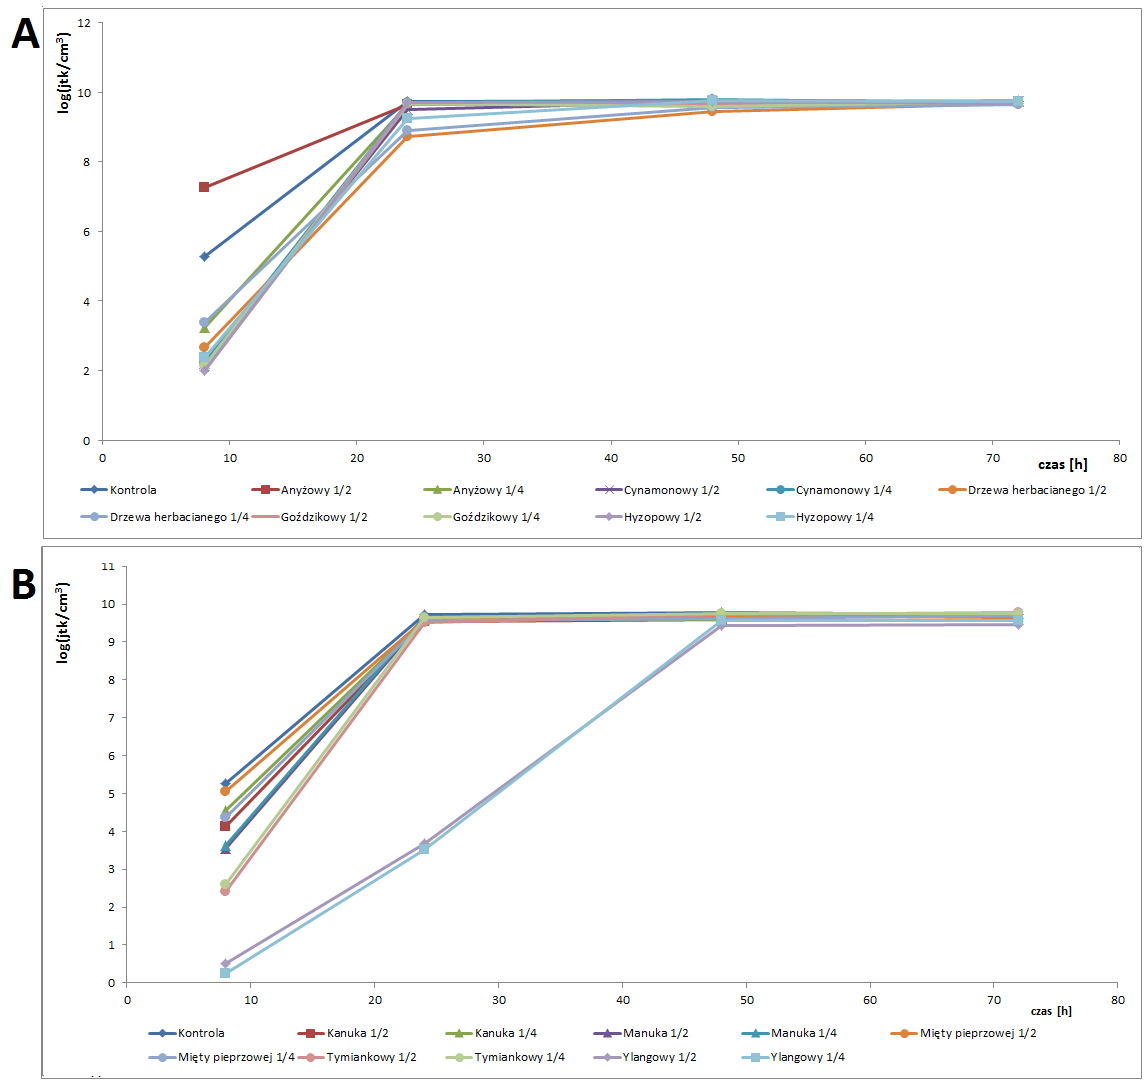 A
log(jtk/cm³)
12
10
8
6
4
2
0
0 10 20 30 40 50 60 70 80
czas [h]
Kontrola Anyżowy 1/2 Anyżowy 1/4 Cynamonowy 1/2 Cynamonowy 1/4 Drzewa herbacianego 1/2
Drzewa herbacianego 1/4 Goździkowy 1/2 Goździkowy 1/4 Hyzopowy 1/2 Hyzopowy 1/4
B
log(jtk/cm³)
11
10
9
8
7
6
5
4
3
2
1
0
0 10 20 30 40 50 60 70 80
czas [h]
Kontrola Kanuka 1/2 Kanuka 1/4 Manuka 1/2 Manuka 1/4 Mięty pieprzowej 1/2
Mięty pieprzowej 1/4 Tymiankowy 1/2 Tymiankowy 1/4 Ylangowy 1/2 Ylangowy 1/4